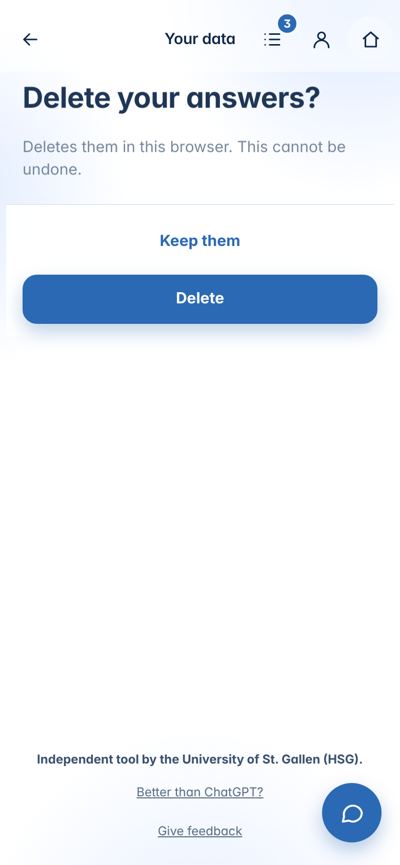 Your data
3
Delete your answers?
Deletes them in this browser. This cannot be
undone.
Keep them
Delete
Independent tool by the University of St. Gallen (HSG).
Better than ChatGPT?
Give feedback